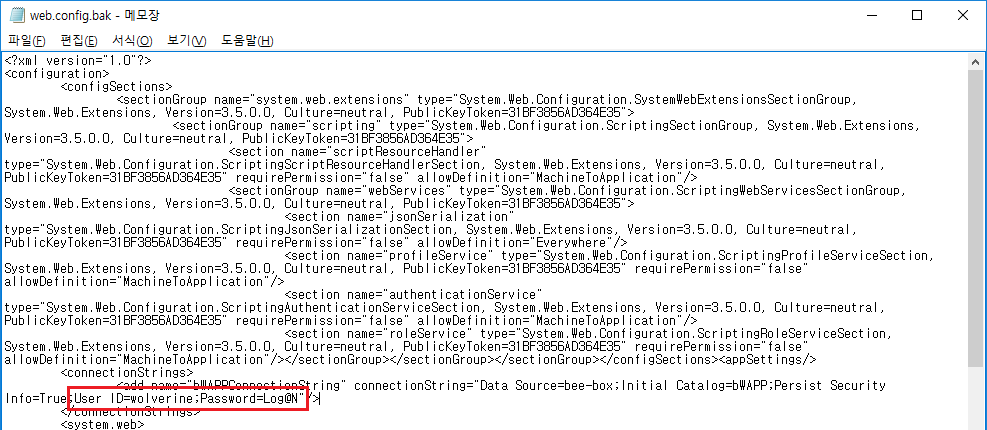 web.config.bak - 메모장
파일(F) 편집(E) 서식(O) 보기(V) 도움말(H)
<?xml version="1.0"?>
<configuration>
<configSections>
<sectionGroup name="system.web.extensions" type="System.Web.Configuration.SystemWebExtensionsSectionGroup,
System.Web.Extensions, Version=3.5.0.0, Culture=neutral, PublicKeyToken=31BF3856AD364E35">
<sectionGroup name="scripting" type="System.Web.Configuration.ScriptingSectionGroup, System.Web.Extensions,
Version=3.5.0.0, Culture=neutral, PublicKeyToken=31BF3856AD364E35">
<section name="scriptResourceHandler"
type="System.Web.Configuration.ScriptingScriptResourceHandlerSection, System.Web.Extensions, Version=3.5.0.0, Culture=neutral,
PublicKeyToken=31BF3856AD364E35" requirePermission="false" allowDefinition="MachineToApplication"/>
<sectionGroup name="webServices" type="System.Web.Configuration.ScriptingWebServicesSectionGroup,
System.Web.Extensions, Version=3.5.0.0, Culture=neutral, PublicKeyToken=31BF3856AD364E35">
<section name="jsonSerialization"
type="System.Web.Configuration.ScriptingJsonSerializationSection, System.Web.Extensions, Version=3.5.0.0, Culture=neutral,
PublicKeyToken=31BF3856AD364E35" requirePermission="false" allowDefinition="Everywhere"/>
<section name="profileService" type="System.Web.Configuration.ScriptingProfileServiceSection,
System.Web.Extensions, Version=3.5.0.0, Culture=neutral, PublicKeyToken=31BF3856AD364E35" requirePermission="false"
allowDefinition="MachineToApplication"/>
<section name="authenticationService"
type="System.Web.Configuration.ScriptingAuthenticationServiceSection, System.Web.Extensions, Version=3.5.0.0, Culture=neutral,
PublicKeyToken=31BF3856AD364E35" requirePermission="false" allowDefinition="MachineToApplication"/>
<section name="roleService" type="System.Web.Configuration.ScriptingRoleServiceSection,
System.Web.Extensions, Version=3.5.0.0, Culture=neutral, PublicKeyToken=31BF3856AD364E35" requirePermission="false"
allowDefinition="MachineToApplication"/></sectionGroup></sectionGroup></sectionGroup></configSections><appSettings/>
<connectionStrings>
<add name="bWAPPConnectionString" connectionString="Data Source=bee-box;Initial Catalog=bWAPP;Persist Security
Info=True;User ID=wolverine;Password=Log@N"/>
</connectionStrings>
<system.web>